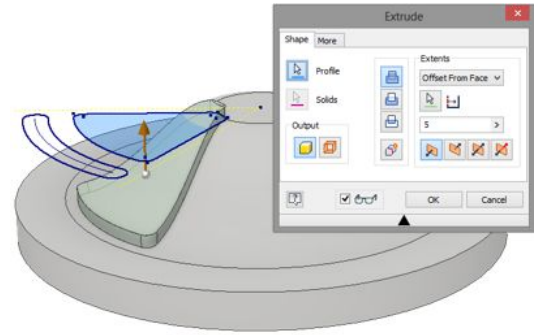 Extrude
Shape
More
Profile
Solids
Output
Extents
Offset From Face
5
OK
Cancel